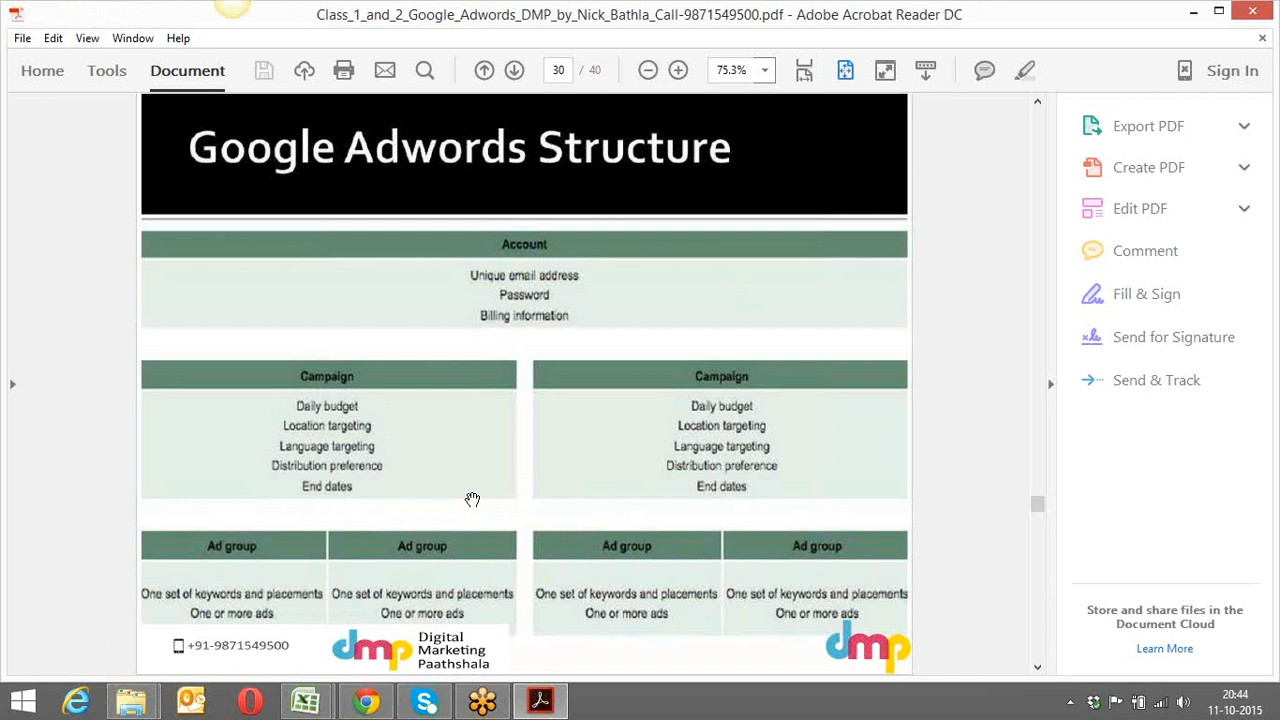 Class_1_and_2_Google_Adwords_DMP_by_Nick_Bathla_Call-9871549500.pdf - Adobe Acrobat Reader DC
File Edit View Window Help
Home Tools Document 30 / 40 75.3% Sign In
Google Adwords Structure
Account
Unique email address
Password
Billing information
Campaign Campaign
Daily budget Daily budget
Location targeting Location targeting
Language targeting Language targeting
Distribution preference Distribution preference
End dates End dates
Ad group Ad group Ad group Ad group
One set of keywords and placements One set of keywords and placements One set of keywords and placements One set of keywords and placements
One or more ads One or more ads One or more ads One or more ads
+91-9871549500
dmp Digital
Marketing
Paathshala
dmp
Export PDF
Create PDF
Edit PDF
Comment
Fill & Sign
Send for Signature
Send & Track
Store and share files in the
Document Cloud
Learn More
20:44
11-10-2015